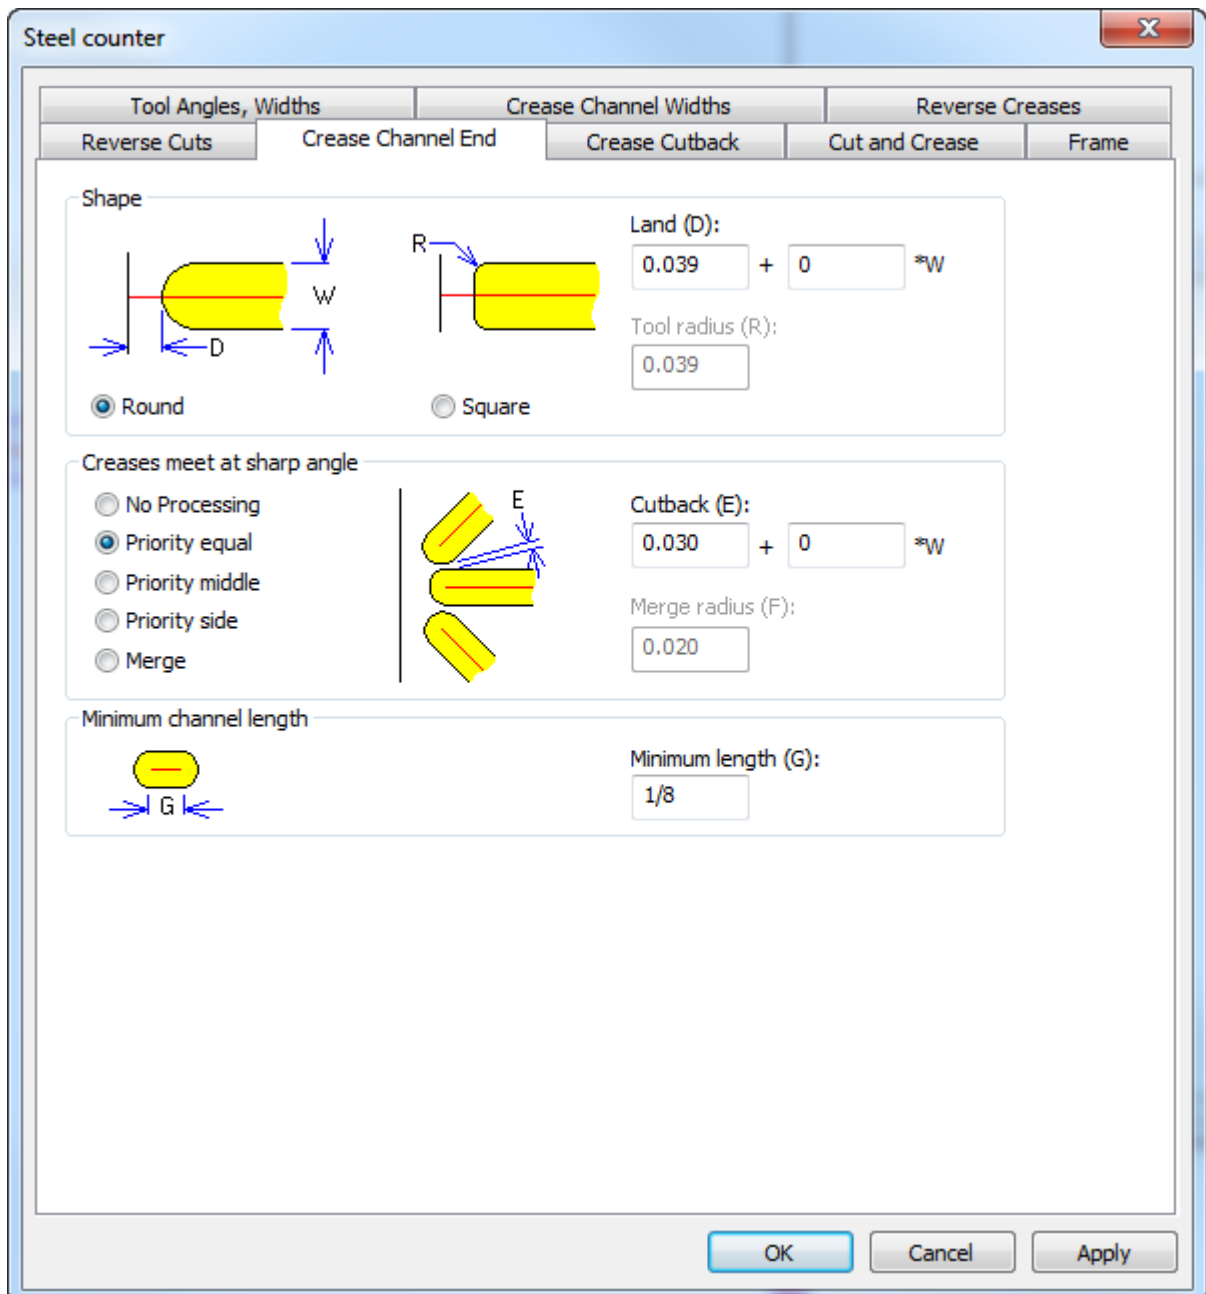 Steel counter
Tool Angles, Widths Crease Channel Widths Reverse Creases
Reverse Cuts Crease Channel End Crease Cutback Cut and Crease Frame
Shape
W
D
R
Round
Square
Land (D):
0.039 + 0 *W
Tool radius (R):
0.039
Creases meet at sharp angle
No Processing
Priority equal
Priority middle
Priority side
Merge
E
Cutback (E):
0.030 + 0 *W
Merge radius (F):
0.020
Minimum channel length
G
Minimum length (G):
1/8
OK Cancel Apply